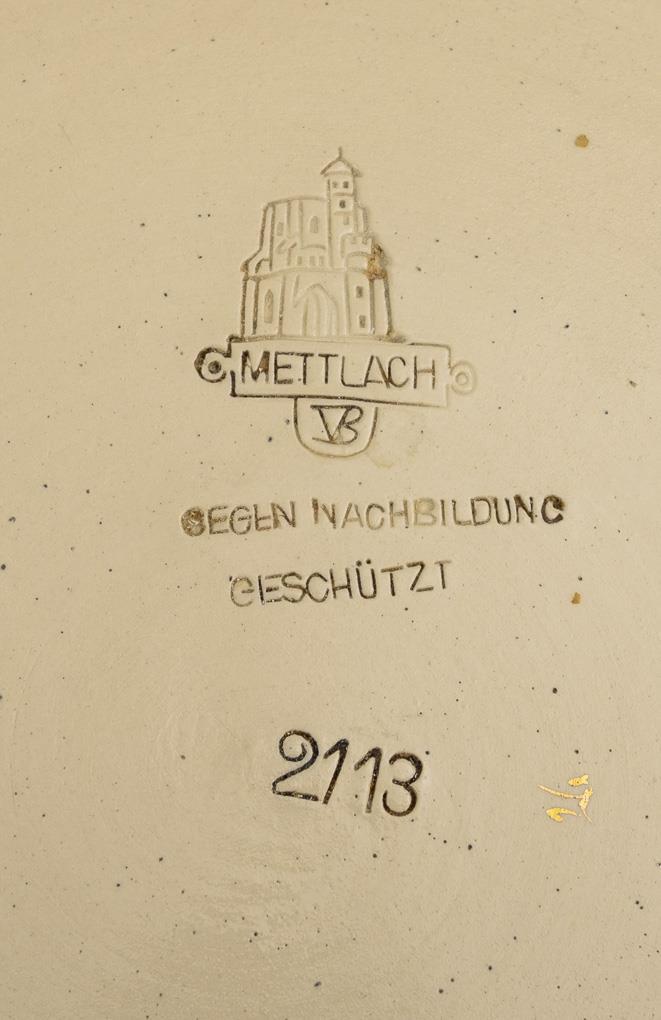 METTLACH
VB
GEGEN NACHBILDUNG
GESCHÜTZT
2113